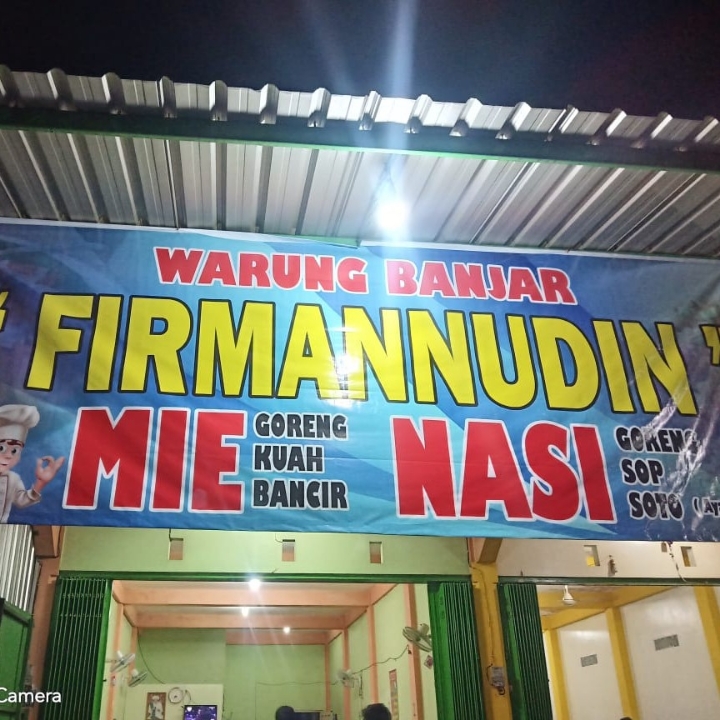 WARUNG BANJAR
" FIRMANNUDIN "
MIE GORENG KUAH BANCIR
NASI GORENG SOP SOTO
Camera